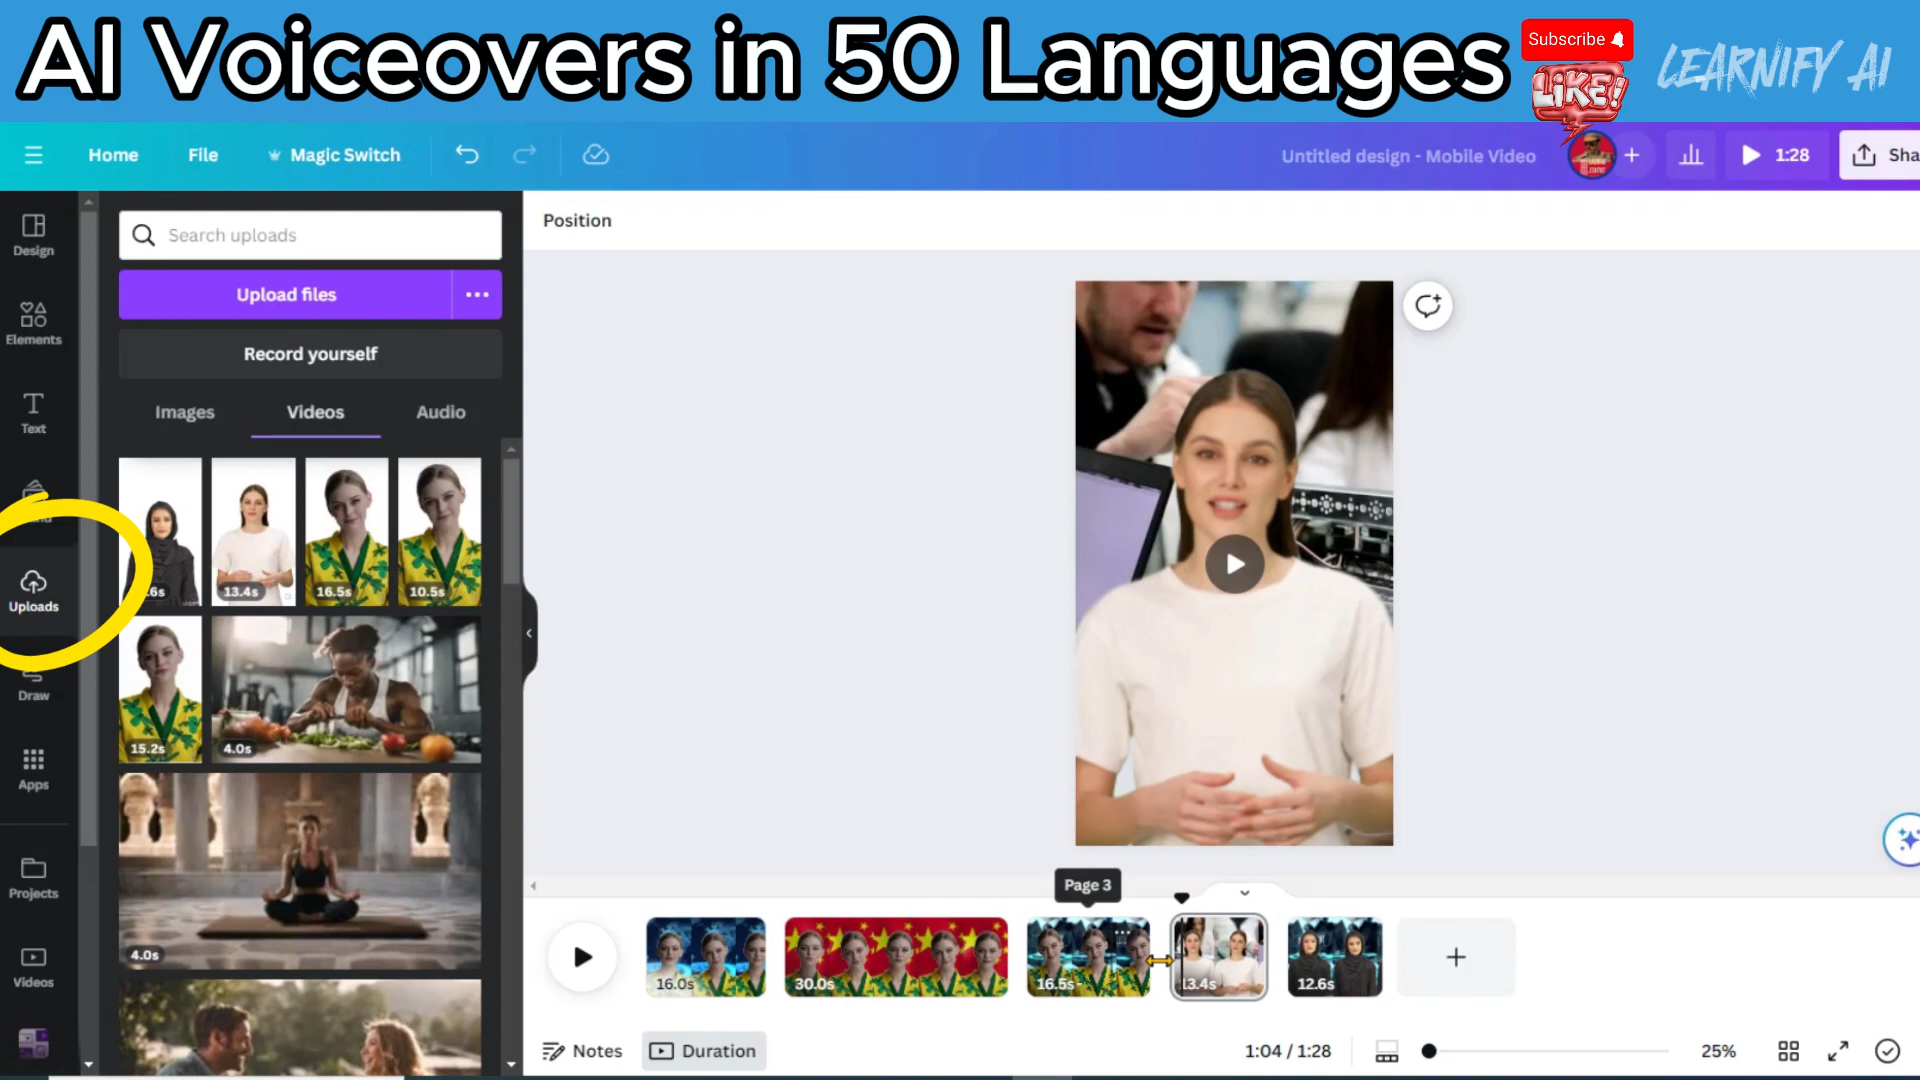 AI Voiceovers in 50 Languages
Subscribe
LiKE!
LEARNIFY AI
Home
File
Magic Switch
Untitled design - Mobile Video
1:28
Sha
Design
Search uploads
Position
Upload files
Elements
Record yourself
Text
Images
Videos
Audio
Uploads
13.4s
16.5s
10.5s
Draw
15.2s
4.0s
Apps
Projects
4.0s
Page 3
Videos
16.0s
30.0s
16.5s
13.4s
12.6s
Notes
Duration
1:04 / 1:28
25%